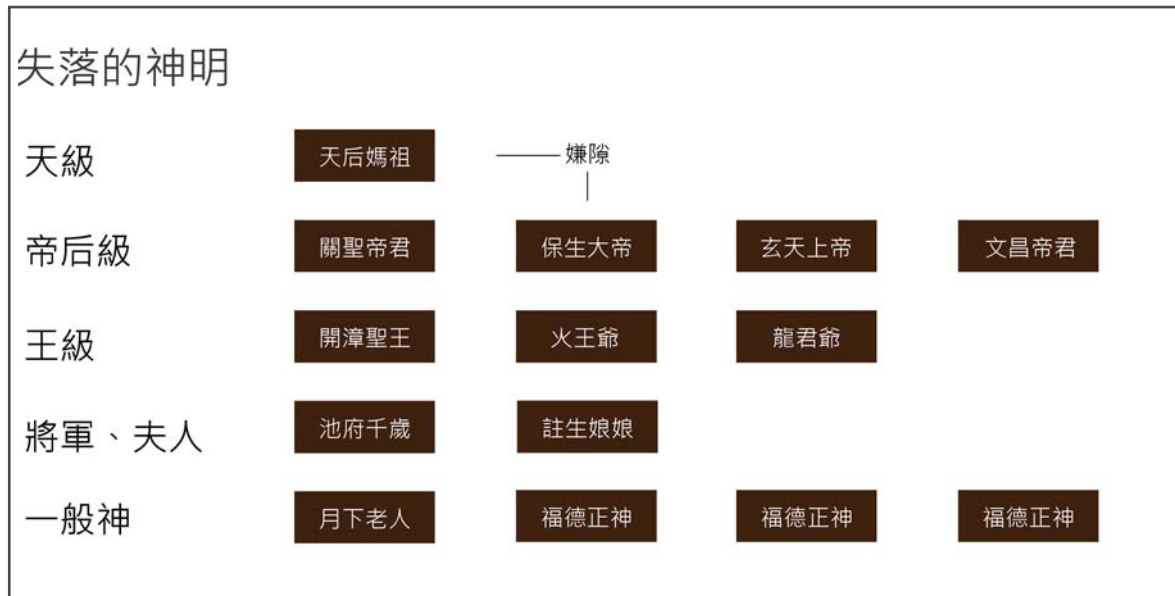 失落的神明
天級 天后媽祖 嫌隙
帝后級 關聖帝君 保生大帝 玄天上帝 文昌帝君
王級 開漳聖王 火王爺 龍君爺
將軍、夫人 池府千歲 註生娘娘
一般神 月下老人 福德正神 福德正神 福德正神